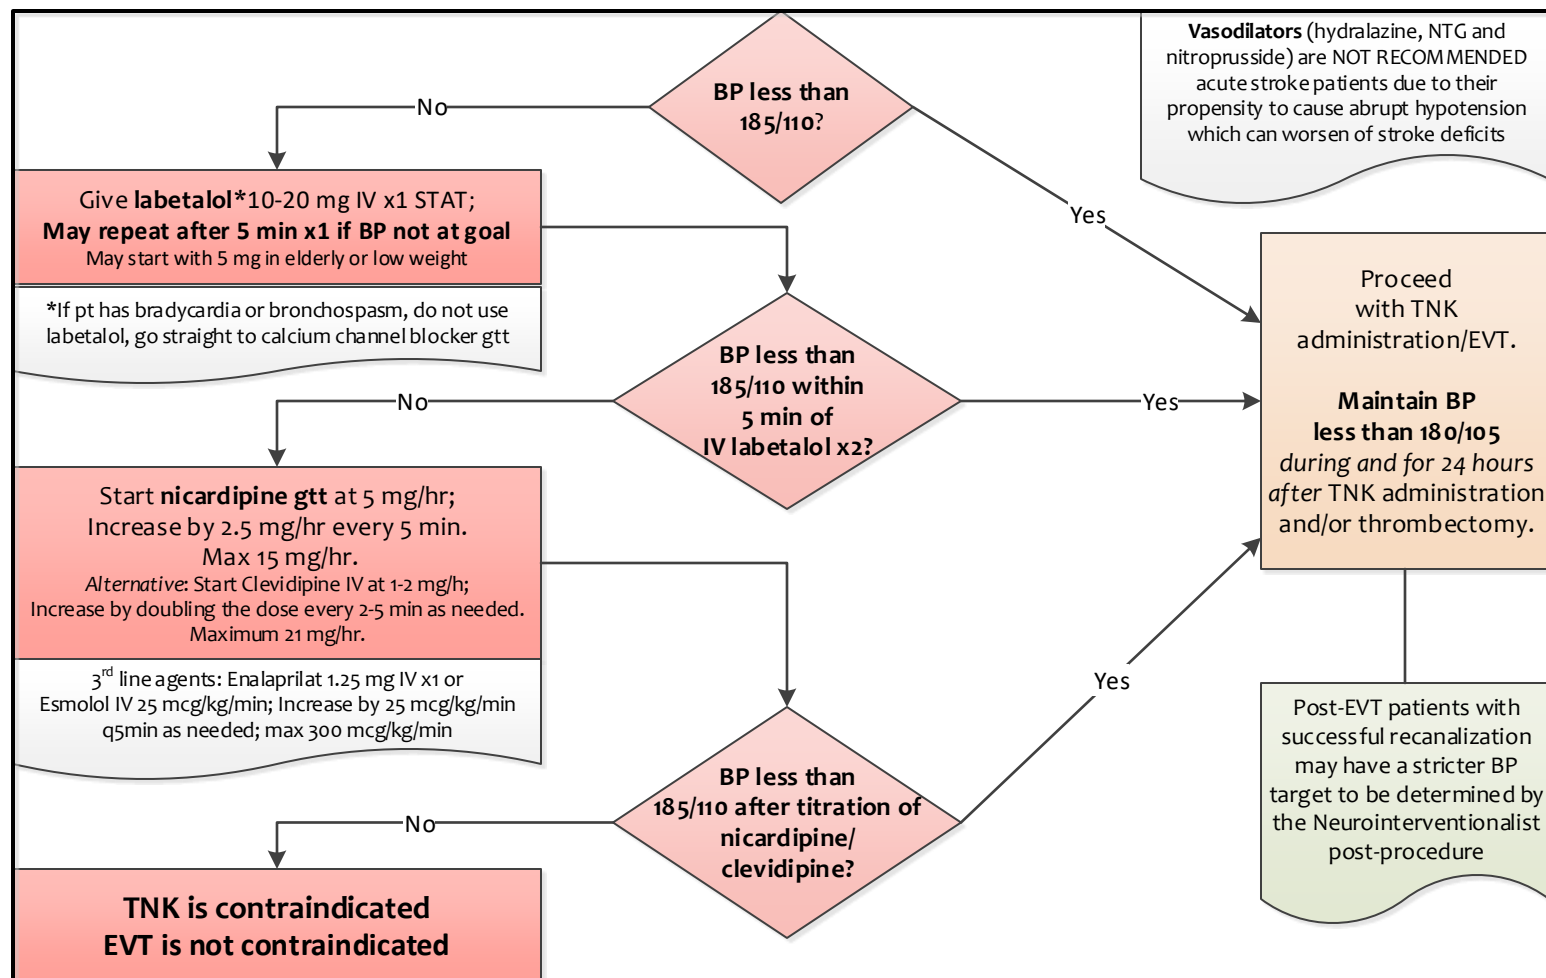 Vasodilators (hydralazine, NTG and
nitroprusside) are NOT RECOMMENDED
acute stroke patients due to their
propensity to cause abrupt hypotension
which can worsen of stroke deficits
BP less than
185/110?
No
Yes
Give labetalol*10-20 mg IV x1 STAT;
May repeat after 5 min x1 if BP not at goal
May start with 5 mg in elderly or low weight
*If pt has bradycardia or bronchospasm, do not use
labetalol, go straight to calcium channel blocker gtt
BP less than
185/110 within
5 min of
IV labetalol x2?
No
Yes
Proceed
with TNK
administration/EVT.
Maintain BP
less than 180/105
during and for 24 hours
after TNK administration
and/or thrombectomy.
Start nicardipine gtt at 5 mg/hr;
Increase by 2.5 mg/hr every 5 min.
Max 15 mg/hr.
Alternative: Start Clevidipine IV at 1-2 mg/h;
Increase by doubling the dose every 2-5 min as needed.
Maximum 21 mg/hr.
3rd line agents: Enalaprilat 1.25 mg IV x1 or
Esmolol IV 25 mcg/kg/min; Increase by 25 mcg/kg/min
q5min as needed; max 300 mcg/kg/min
BP less than
185/110 after titration of
nicardipine/
clevidipine?
No
Yes
Post-EVT patients with
successful recanalization
may have a stricter BP
target to be determined by
the Neurointerventionalist
post-procedure
TNK is contraindicated
EVT is not contraindicated